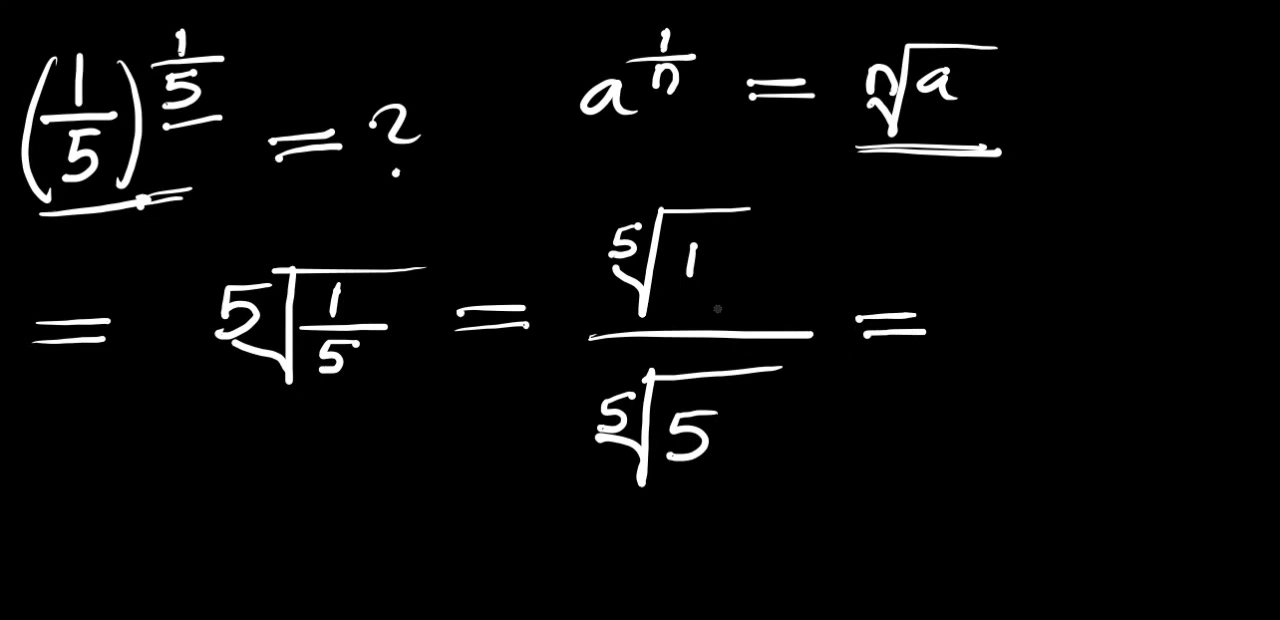 (1/5)^(1/5) = ?
a^(1/n) = ⁿ√a
= ⁵√(1/5) = ⁵√1 / ⁵√5 =